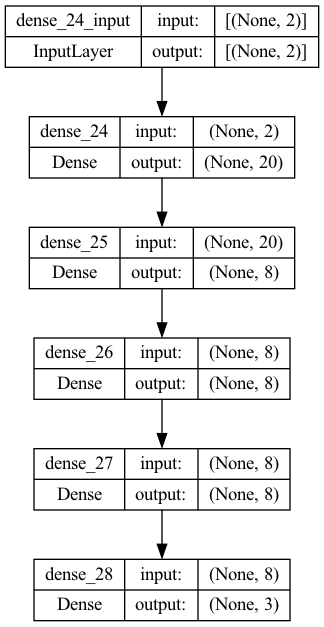 dense_24_input input: [(None, 2)]
InputLayer output: [(None, 2)]
dense_24 input: (None, 2)
Dense output: (None, 20)
dense_25 input: (None, 20)
Dense output: (None, 8)
dense_26 input: (None, 8)
Dense output: (None, 8)
dense_27 input: (None, 8)
Dense output: (None, 8)
dense_28 input: (None, 8)
Dense output: (None, 3)